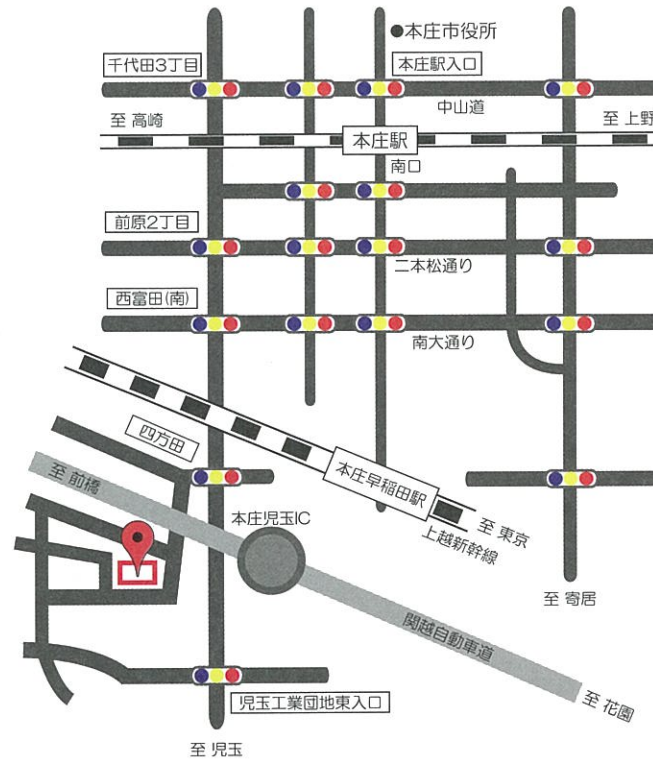 ●本庄市役所
千代田3丁目
本庄駅入口
中山道
至 高崎
至 上野
本庄駅
南口
前原2丁目
二本松通り
西富田(南)
南大通り
四方田
至 前橋
本庄児玉IC
本庄早稲田駅
上越新幹線
至 東京
至 寄居
関越自動車道
児玉工業団地東入口
至 花園
至 児玉